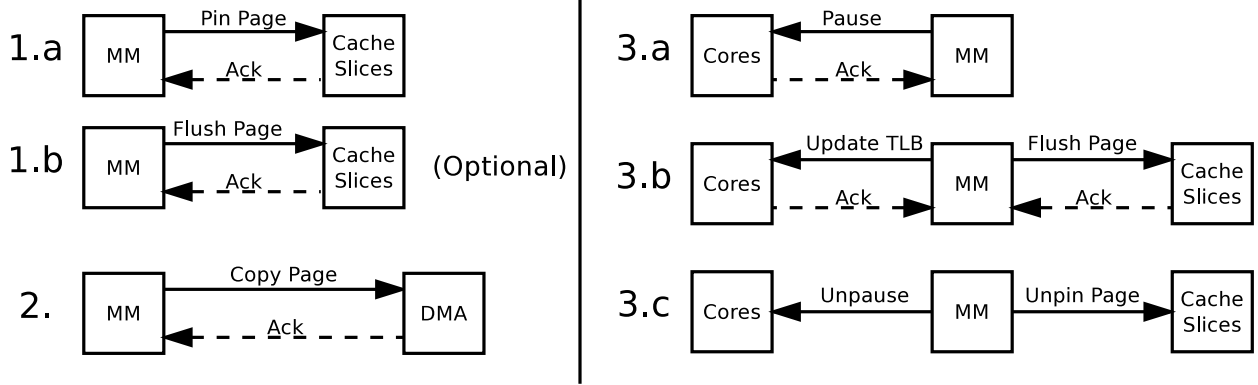 1.a
MM
Pin Page
Ack
Cache
Slices
1.b
MM
Flush Page
Ack
Cache
Slices
(Optional)
2.
MM
Copy Page
Ack
DMA
3.a
Cores
Pause
Ack
MM
3.b
Cores
Update TLB
Ack
MM
Flush Page
Ack
Cache
Slices
3.c
Cores
Unpause
MM
Unpin Page
Cache
Slices